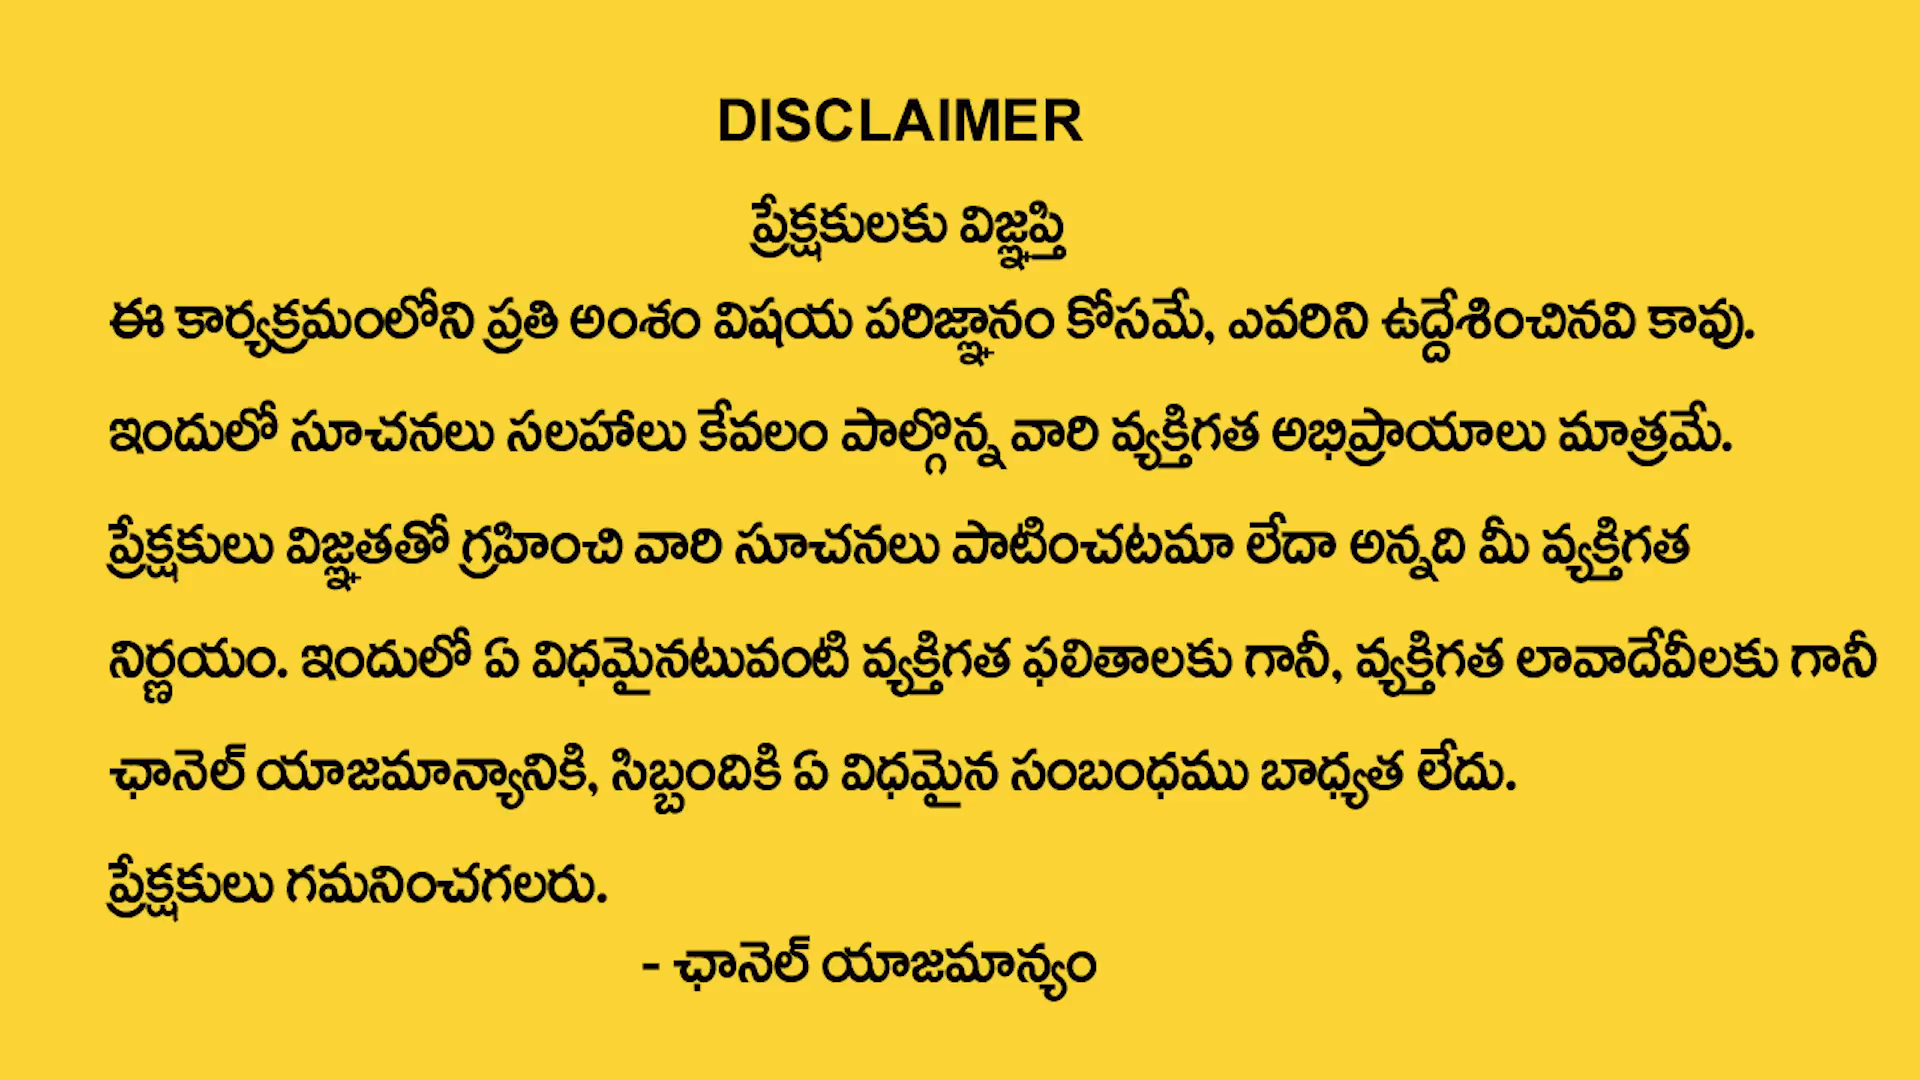 DISCLAIMER
ప్రేక్షకులకు విజ్ఞప్తి
ఈ కార్యక్రమంలోని ప్రతి అంశం విషయ పరిజ్ఞానం కోసమే, ఎవరిని ఉద్దేశించినవి కావు.
ఇందులో సూచనలు సలహాలు కేవలం పాల్గొన్న వారి వ్యక్తిగత అభిప్రాయాలు మాత్రమే.
ప్రేక్షకులు విజ్ఞతతో గ్రహించి వారి సూచనలు పాటించటమా లేదా అన్నది మీ వ్యక్తిగత
నిర్ణయం. ఇందులో ఏ విధమైనటువంటి వ్యక్తిగత ఫలితాలకు గానీ, వ్యక్తిగత లావాదేవీలకు గానీ
ఛానెల్ యాజమాన్యానికి, సిబ్బందికి ఏ విధమైన సంబంధము బాధ్యత లేదు.
ప్రేక్షకులు గమనించగలరు.
- ఛానెల్ యాజమాన్యం